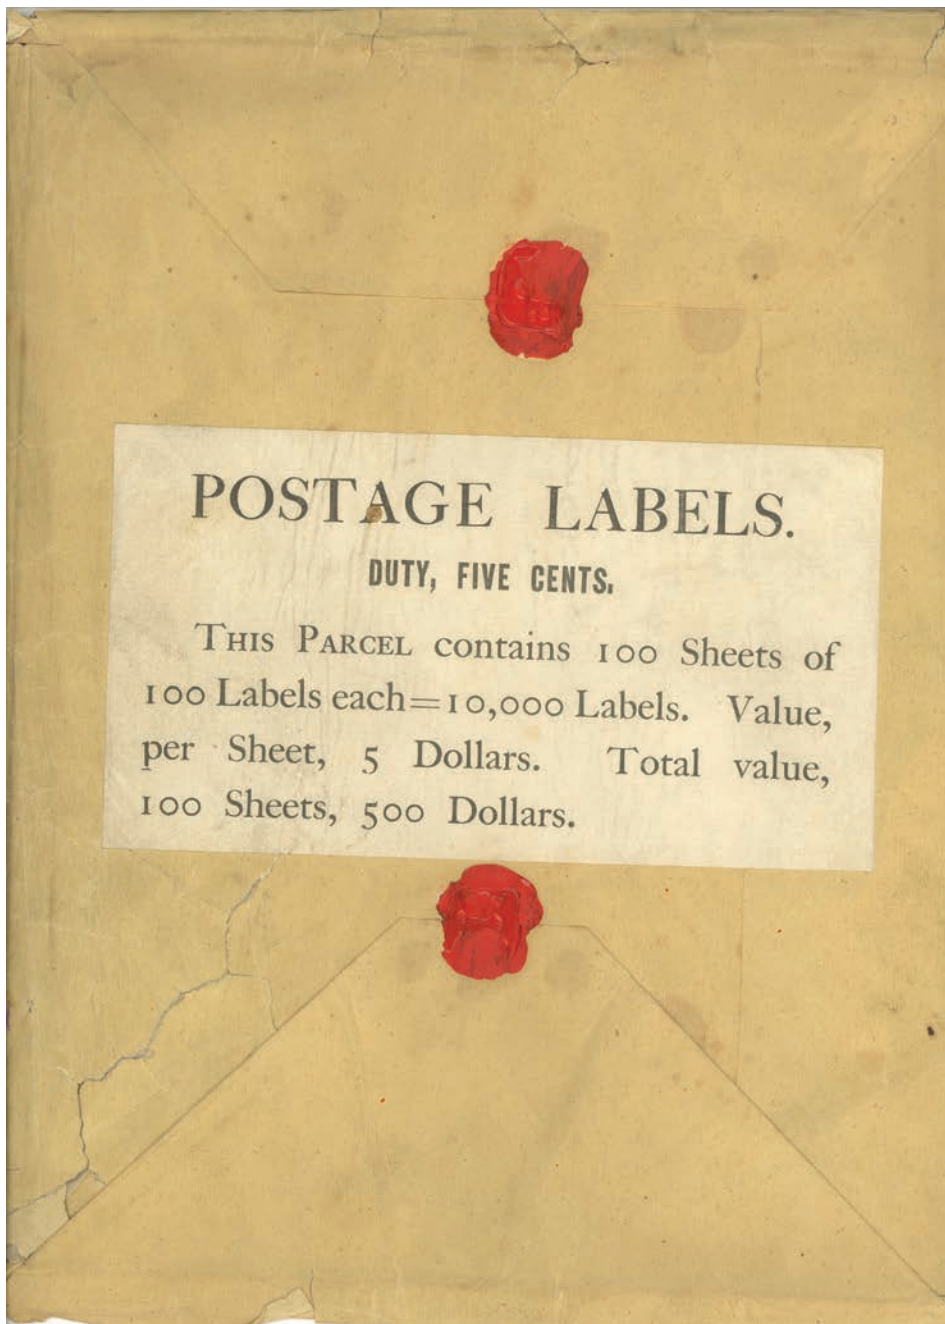 POSTAGE LABELS.
DUTY, FIVE CENTS.
THIS PARCEL contains 100 Sheets of
100 Labels each=10,000 Labels. Value,
per Sheet, 5 Dollars. Total value,
100 Sheets, 500 Dollars.